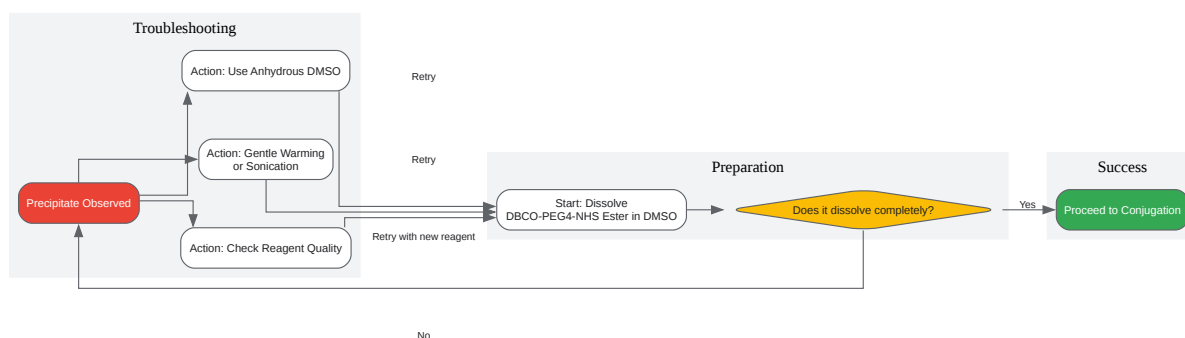 Troubleshooting
Action: Use Anhydrous DMSO
Retry
Action: Gentle Warming
or Sonication
Retry
Precipitate Observed
Action: Check Reagent Quality
Retry with new reagent
Preparation
Start: Dissolve
DBCO-PEG4-NHS Ester in DMSO
Does it dissolve completely?
Yes
Success
Proceed to Conjugation
No